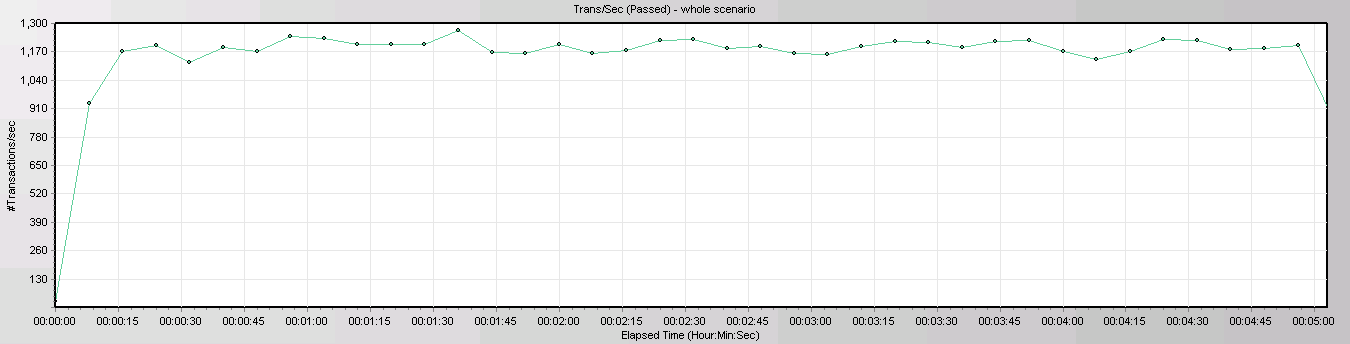 Trans/Sec (Passed) - whole scenario
1,300
1,170
1,040
910
780
650
520
390
260
130
#Transactions/sec
00:00:00 00:00:15 00:00:30 00:00:45 00:01:00 00:01:15 00:01:30 00:01:45 00:02:00 00:02:15 00:02:30 00:02:45 00:03:00 00:03:15 00:03:30 00:03:45 00:04:00 00:04:15 00:04:30 00:04:45 00:05:00
Elapsed Time (Hour:Min:Sec)